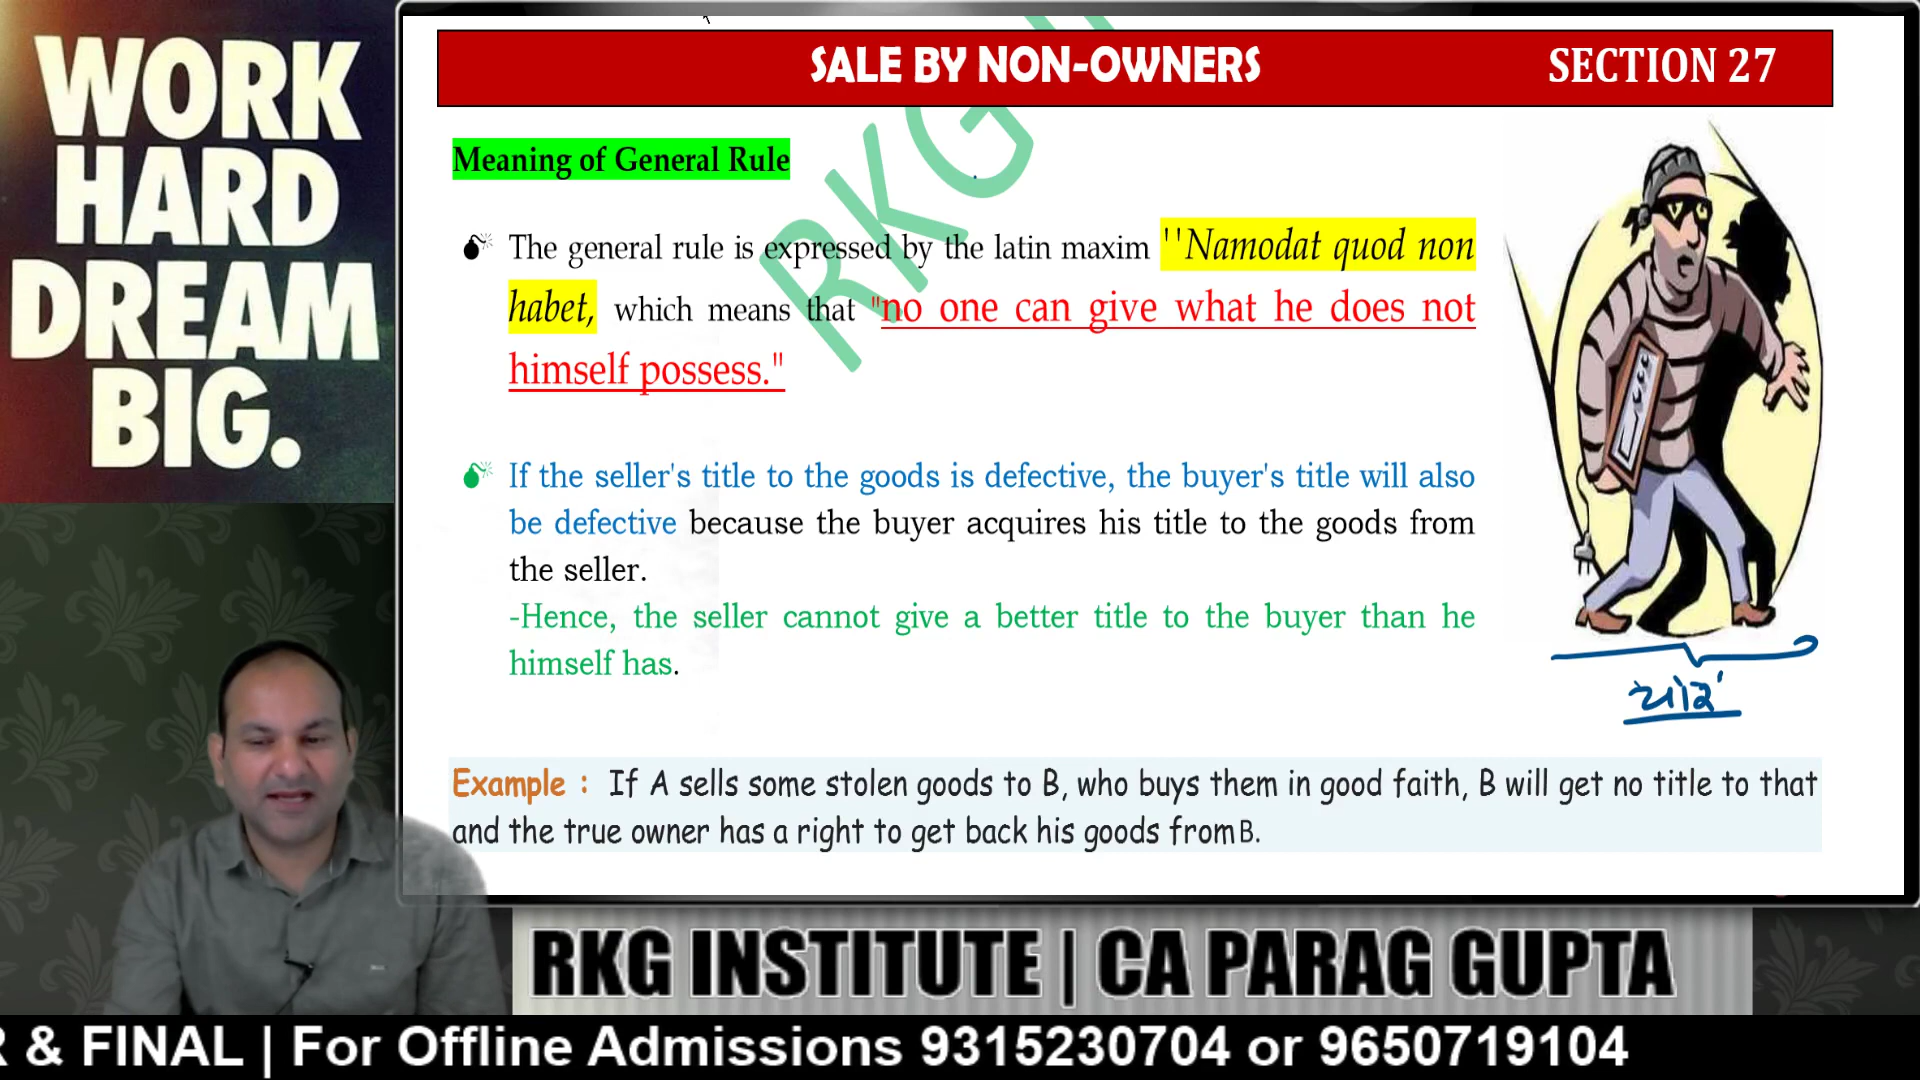 WORK
HARD
DREAM
BIG.
SALE BY NON-OWNERS SECTION 27
Meaning of General Rule
The general rule is expressed by the latin maxim ''Namodat quod non
habet, which means that "no one can give what he does not
himself possess."
If the seller's title to the goods is defective, the buyer's title will also
be defective because the buyer acquires his title to the goods from
the seller.
-Hence, the seller cannot give a better title to the buyer than he
himself has.
Example : If A sells some stolen goods to B, who buys them in good faith, B will get no title to that
and the true owner has a right to get back his goods from B.
RKG
RKG INSTITUTE | CA PARAG GUPTA
R & FINAL | For Offline Admissions 9315230704 or 9650719104